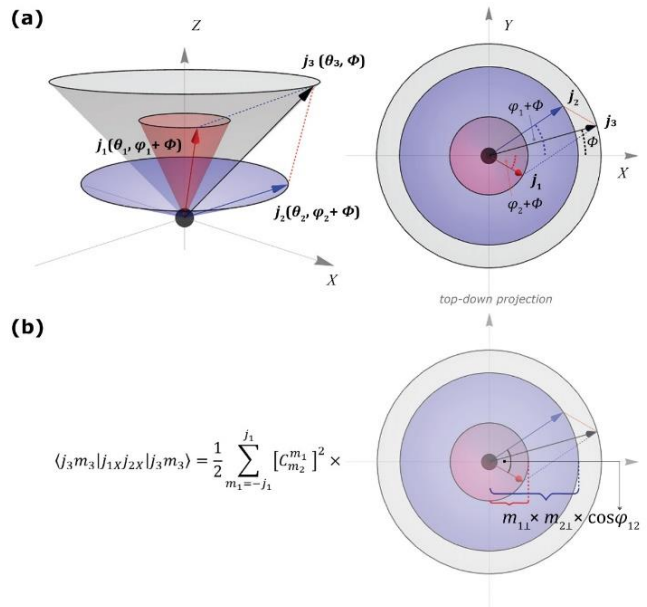 (a)
Z
j₃(θ₃, Φ)
j₁(θ₁, φ₁+Φ)
j₂(θ₂, φ₂+Φ)
X
Y
j₂
φ₁+Φ
j₃
Φ
X
j₁
φ₂+Φ
top-down projection
(b)
⟨j₃m₃|j₁ₓj₂ₓ|j₃m₃⟩ = 1/2 ∑_{m₁=−j₁}^{j₁} [C_{m₂}^{m₁}]² ×
m₁⊥ × m₂⊥ × cosφ₁₂